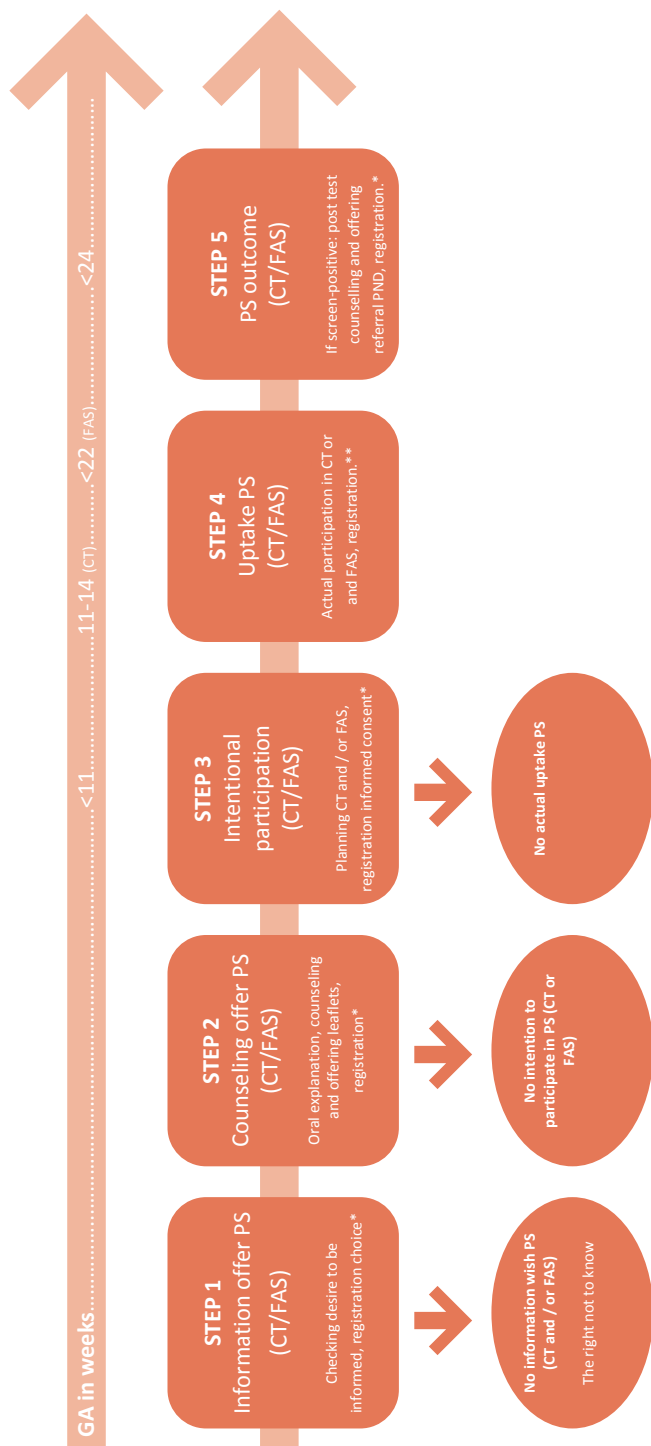 GA in weeks..................................................<11....................11-14 (CT)..............<22 (FAS)......................<24..................
STEP 1
Information offer PS
(CT/FAS)
Checking desire to be
informed, registration choice*
STEP 2
Counseling offer PS
(CT/FAS)
Oral explanation, counseling
and offering leaflets,
registration*
STEP 3
Intentional
participation
(CT/FAS)
Planning CT and / or FAS,
registration informed consent*
STEP 4
Uptake PS
(CT/FAS)
Actual participation in CT or
and FAS, registration.**
STEP 5
PS outcome
(CT/FAS)
If screen-positive: post test
counselling and offering
referral PND, registration.*
No information wish PS
(CT and / or FAS)
The right not to know
No intention to
participate in PS (CT or
FAS)
No actual uptake PS